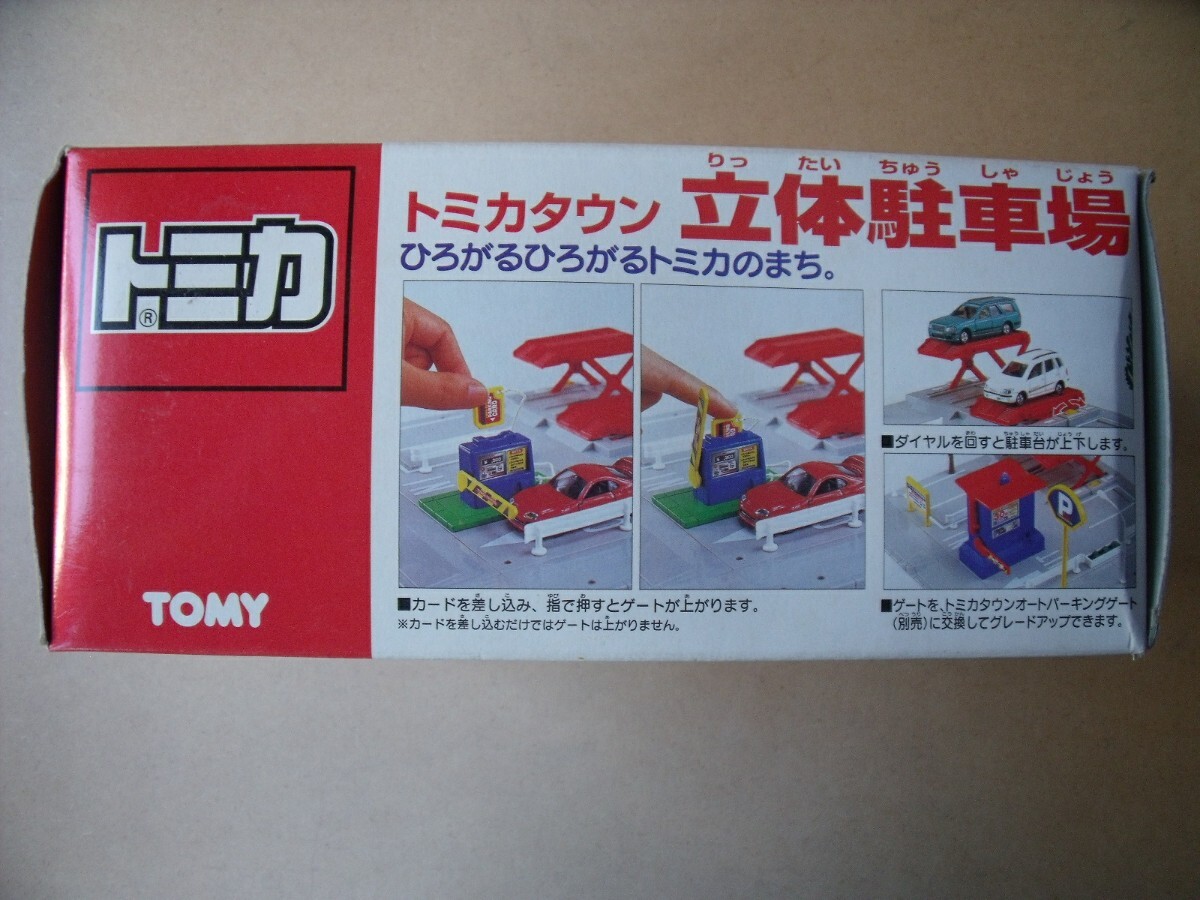 トミカ®
TOMY
りっ たい ちゅう しゃ じょう
トミカタウン 立体駐車場
ひろがるひろがるトミカのまち。
■カードを差し込み、指で押すとゲートが上がります。
※カードを差し込むだけではゲートは上がりません。
■ダイヤルを回すと駐車台が上下します。
P
■ゲートを、トミカタウンオートパーキングゲート
(別売)に交換してグレードアップできます。